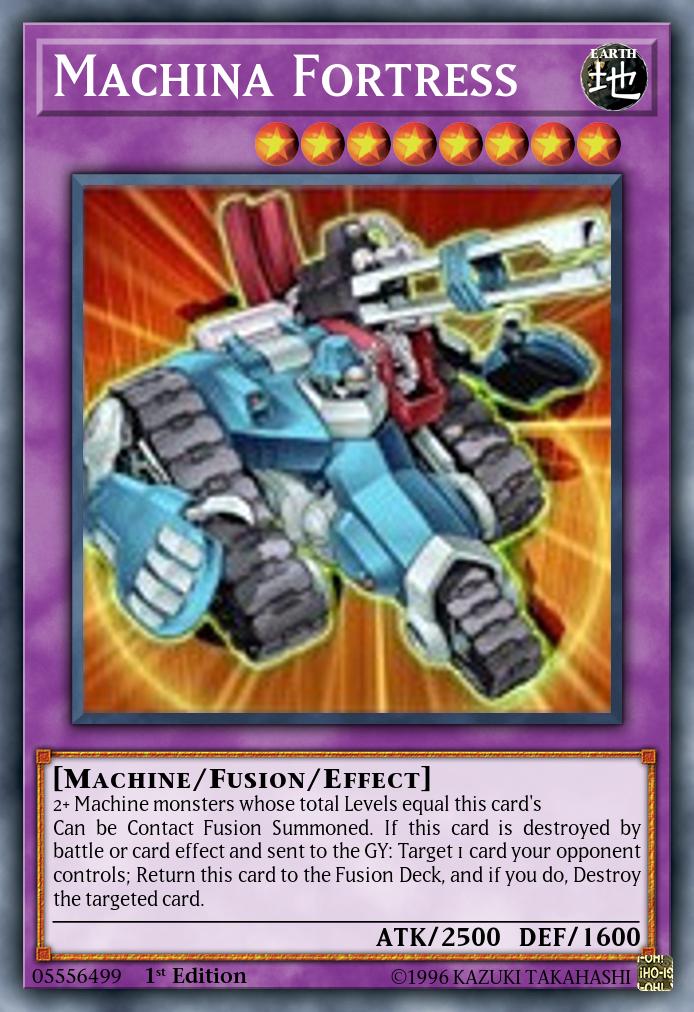 MACHINA FORTRESS
EARTH
地
[MACHINE/FUSION/EFFECT]
2+ Machine monsters whose total Levels equal this card's
Can be Contact Fusion Summoned. If this card is destroyed by
battle or card effect and sent to the GY: Target 1 card your opponent
controls; Return this card to the Fusion Deck, and if you do, Destroy
the targeted card.
ATK/2500 DEF/1600
05556499 1st Edition ©1996 KAZUKI TAKAHASHI